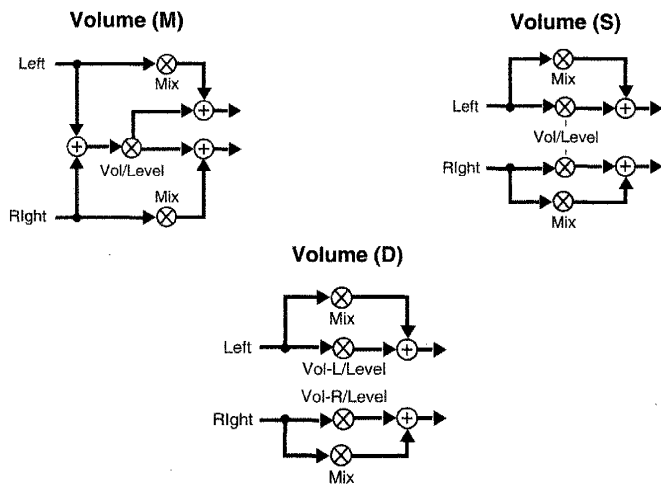 Volume (M)
Left
Mix
Vol/Level
Mix
RIght
Volume (S)
Mix
Left
Vol/Level
RIght
Mix
Volume (D)
Mix
Left
Vol-L/Level
Vol-R/Level
RIght
Mix